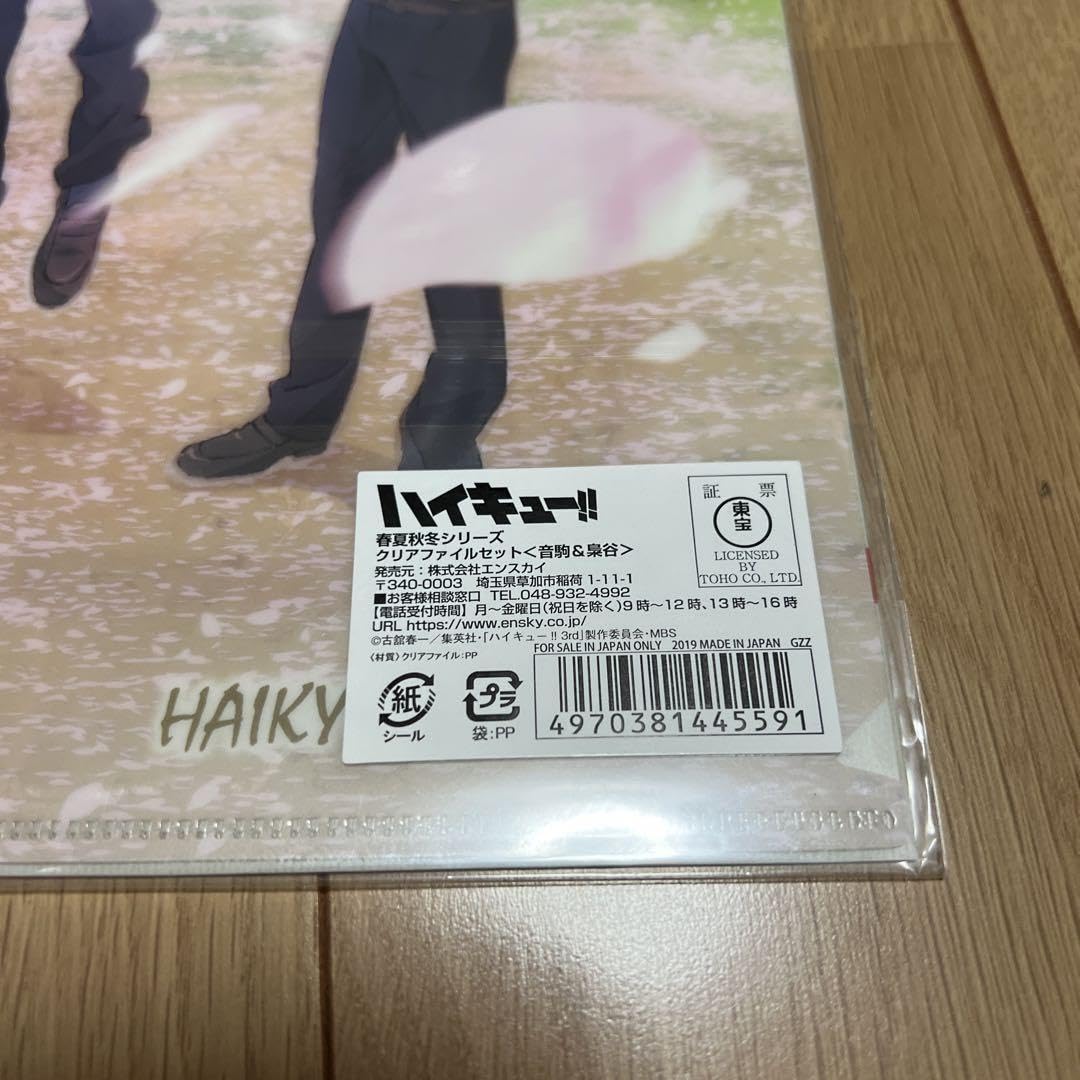 ハイキュー!!
春夏秋冬シリーズ
クリアファイルセット＜音駒＆梟谷＞
発売元：株式会社エンスカイ
〒340-0003 埼玉県草加市稲荷 1-11-1
■お客様相談窓口 TEL.048-932-4992
【電話受付時間】月～金曜日(祝日を除く)9時～12時、13時～16時
URL https://www.ensky.co.jp/
©古舘春一／集英社・「ハイキュー!! 3rd」製作委員会・MBS
FOR SALE IN JAPAN ONLY 2019 MADE IN JAPAN GZZ
〈材質〉クリアファイル：PP
証票
東宝
LICENSED
BY
TOHO CO., LTD.
紙
シール
プラ
袋：PP
4970381445591
HAIKY